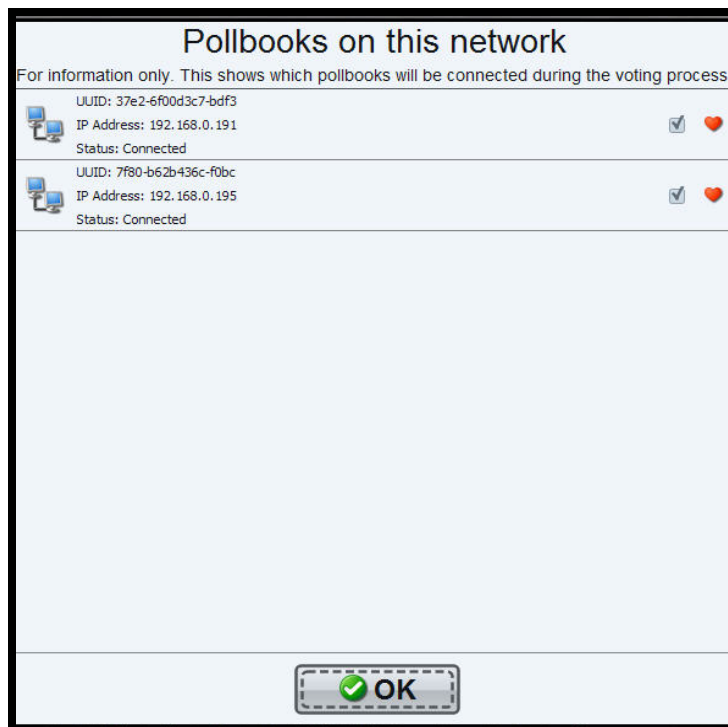 Pollbooks on this network
For information only. This shows which pollbooks will be connected during the voting process
UUID: 37e2-6f00d3c7-bdf3
IP Address: 192.168.0.191
Status: Connected
UUID: 7f80-b62b436c-f0bc
IP Address: 192.168.0.195
Status: Connected
OK